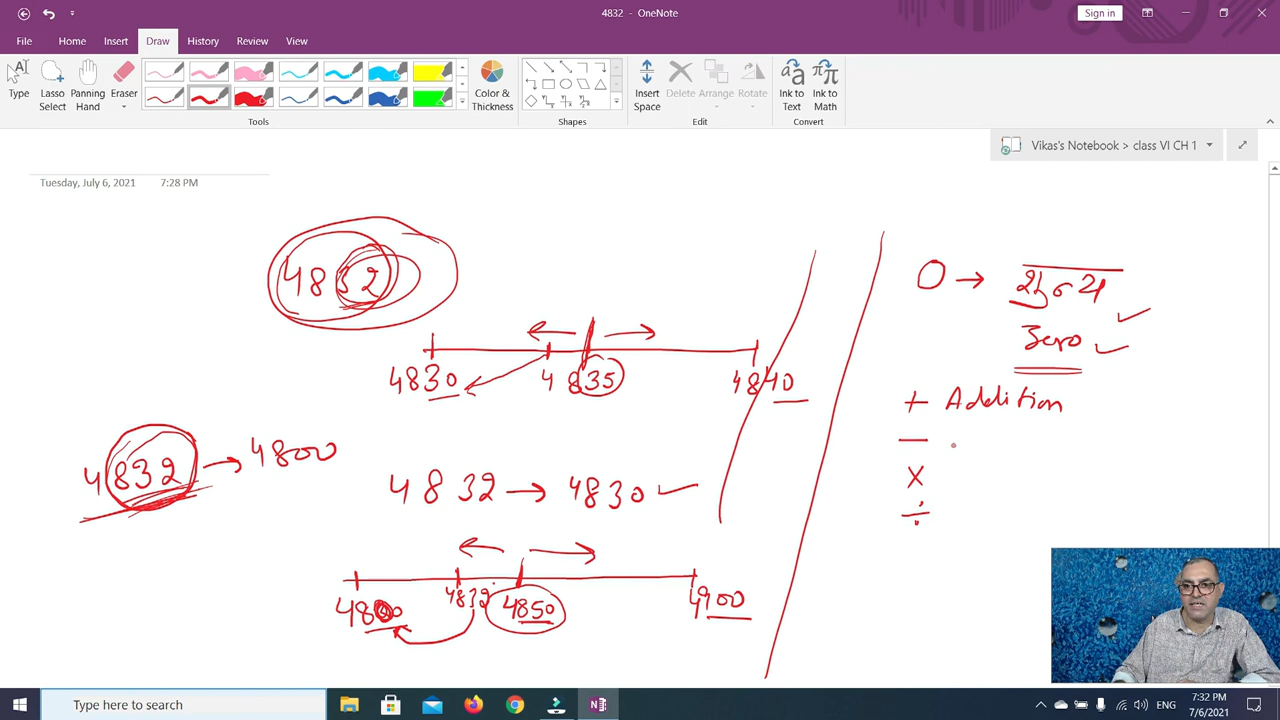 4832 - OneNote
Sign in
File Home Insert Draw History Review View
Type
Lasso Select
Panning Hand
Eraser
Color & Thickness
Insert Space
Delete
Arrange
Rotate
Ink to Text
Ink to Math
Tools
Shapes
Edit
Convert
Vikas's Notebook > class VI CH 1
Tuesday, July 6, 2021 7:28 PM
4832
4830 4835 4840
4832 → 4800
4832 → 4830 ✓
4800 4832 4850 4900
0 → शून्य ✓
Zero ✓
+ Addition
—
×
÷
Type here to search
ENG
7:32 PM
7/6/2021